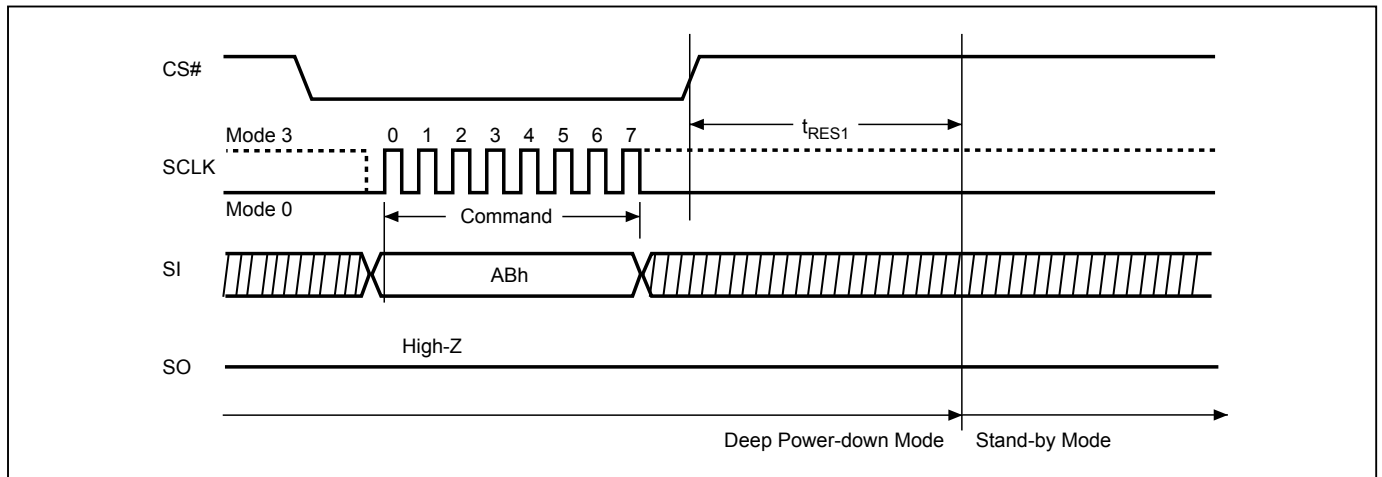 CS#
tRES1
Mode 3
0 1 2 3 4 5 6 7
SCLK
Mode 0
Command
SI
ABh
High-Z
SO
Deep Power-down Mode
Stand-by Mode